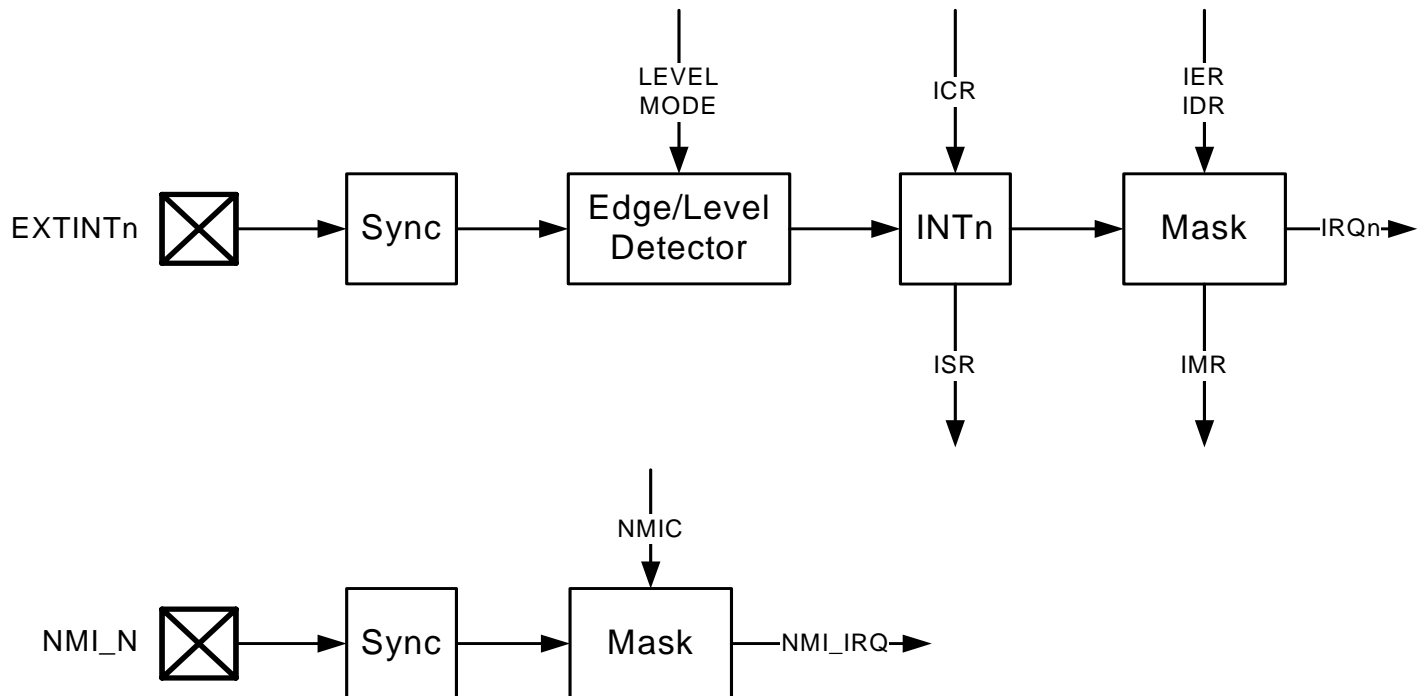 LEVEL
MODE
ICR
IER
IDR
EXTINTn
Sync
Edge/Level
Detector
INTn
Mask
IRQn
ISR
IMR
NMIC
NMI_N
Sync
Mask
NMI_IRQ